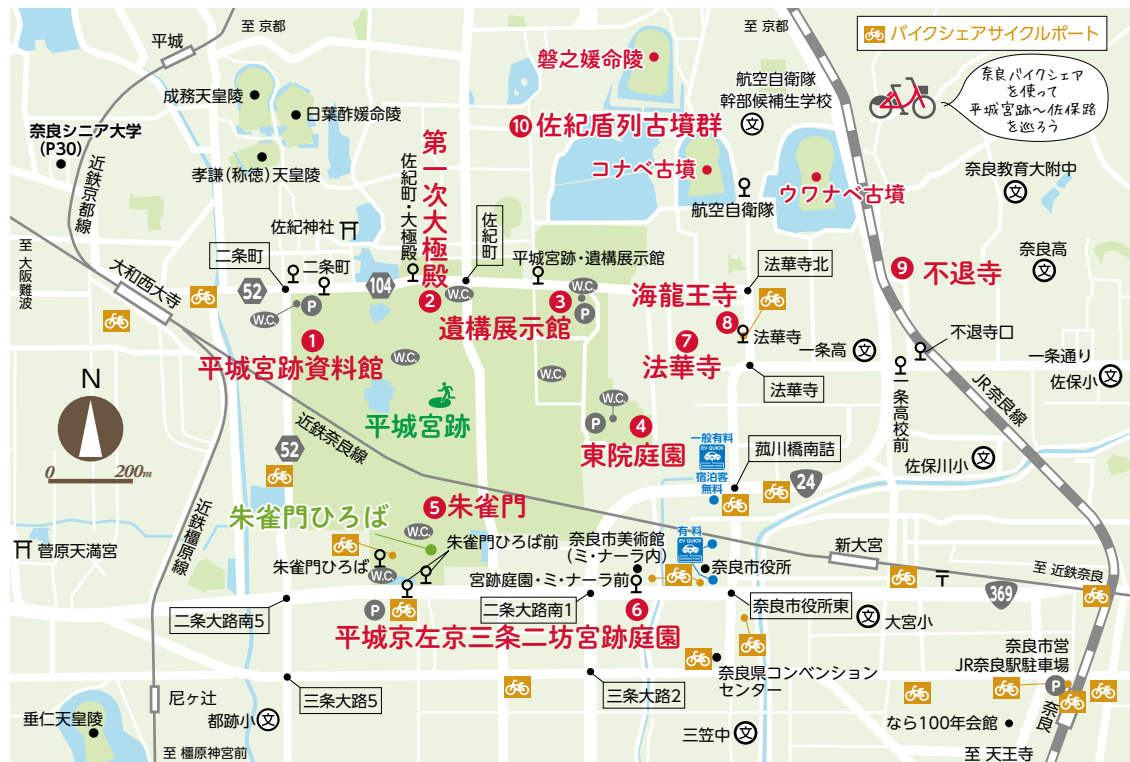 バイクシェアサイクルポート
奈良バイクシェア
を使って
平城宮跡～佐保路
を巡ろう
至 京都
至 京都
平城
成務天皇陵
日葉酢媛命陵
奈良シニア大学
(P30)
孝謙(称徳)天皇陵
近鉄京都線
磐之媛命陵
航空自衛隊
幹部候補生学校
文
⑩佐紀盾列古墳群
コナベ古墳
ウワナベ古墳
航空自衛隊
奈良教育大附中
文
奈良高
文
第一次大極殿
佐紀町・大極殿
佐紀町
佐紀神社
二条町
二条町
52
104
至 大阪難波
大和西大寺
平城宮跡・遺構展示館
法華寺北
海龍王寺
⑨ 不退寺
W.C.
P
②
W.C.
③
W.C.
P
遺構展示館
⑧
⑦
法華寺
法華寺
①
平城宮跡資料館
W.C.
W.C.
一条高
文
不退寺口
一条通り
佐保小
文
法華寺
一条高校前
JR奈良線
N
0 200m
平城宮跡
W.C.
P
④
東院庭園
52
近鉄奈良線
一般有料
EV QUICK
宿泊客
無料
菰川橋南詰
24
佐保川小
文
⑤朱雀門
朱雀門ひろば
W.C.
朱雀門ひろば前
朱雀門ひろば
W.C.
奈良市美術館
(ミ・ナーラ内)
有料
EV QUICK
奈良市役所
新大宮
至 近鉄奈良
菅原天満宮
近鉄橿原線
宮跡庭園・ミ・ナーラ前
〒
369
二条大路南5
P
二条大路南1
⑥
奈良市役所東
文
大宮小
平城京左京三条二坊宮跡庭園
奈良県コンベンション
センター
奈良市営
JR奈良駅駐車場
P
奈良
尼ヶ辻
三条大路5
三条大路2
垂仁天皇陵
都跡小
文
三笠中
文
なら100年会館
至 橿原神宮前
至 天王寺